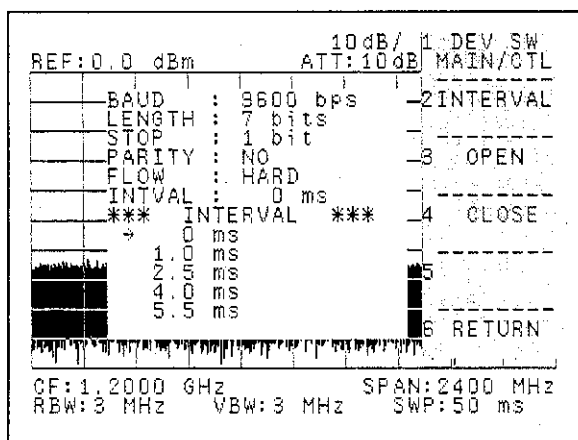 10dB/ 1 DEV SW
REF:0.0 dBm ATT:10dB MAIN/CTL
BAUD : 9600 bps 2 INTERVAL
LENGTH : 7 bits
STOP : 1 bit
PARITY : NO 3 OPEN
FLOW : HARD
INTVAL : 0 ms
*** INTERVAL *** 4 CLOSE
→ 0 ms
1.0 ms
2.5 ms 5
4.0 ms
5.5 ms
6 RETURN
CF:1.2000 GHz SPAN:2400 MHz
RBW:3 MHz VBW:3 MHz SWP:50 ms